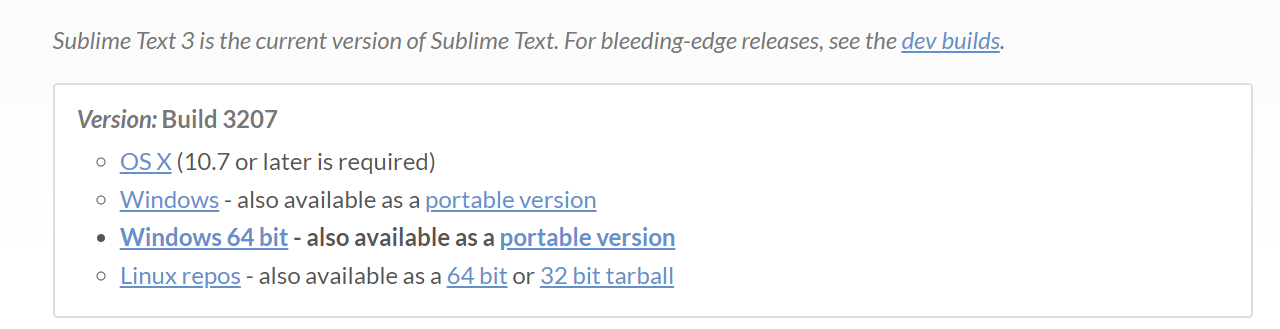 Sublime Text 3 is the current version of Sublime Text. For bleeding-edge releases, see the dev builds.
Version: Build 3207
OS X (10.7 or later is required)
Windows - also available as a portable version
Windows 64 bit - also available as a portable version
Linux repos - also available as a 64 bit or 32 bit tarball